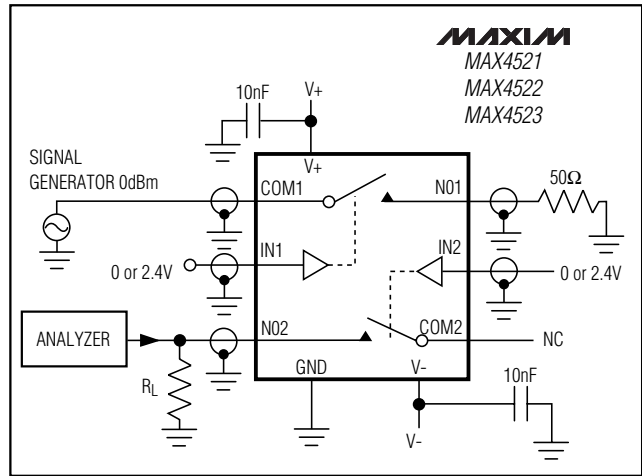 MAXIM
MAX4521
MAX4522
MAX4523
10nF
V+
V+
SIGNAL
GENERATOR 0dBm
COM1
N01
50Ω
IN1
IN2
0 or 2.4V
0 or 2.4V
ANALYZER
N02
COM2
NC
RL
GND
V-
10nF
V-